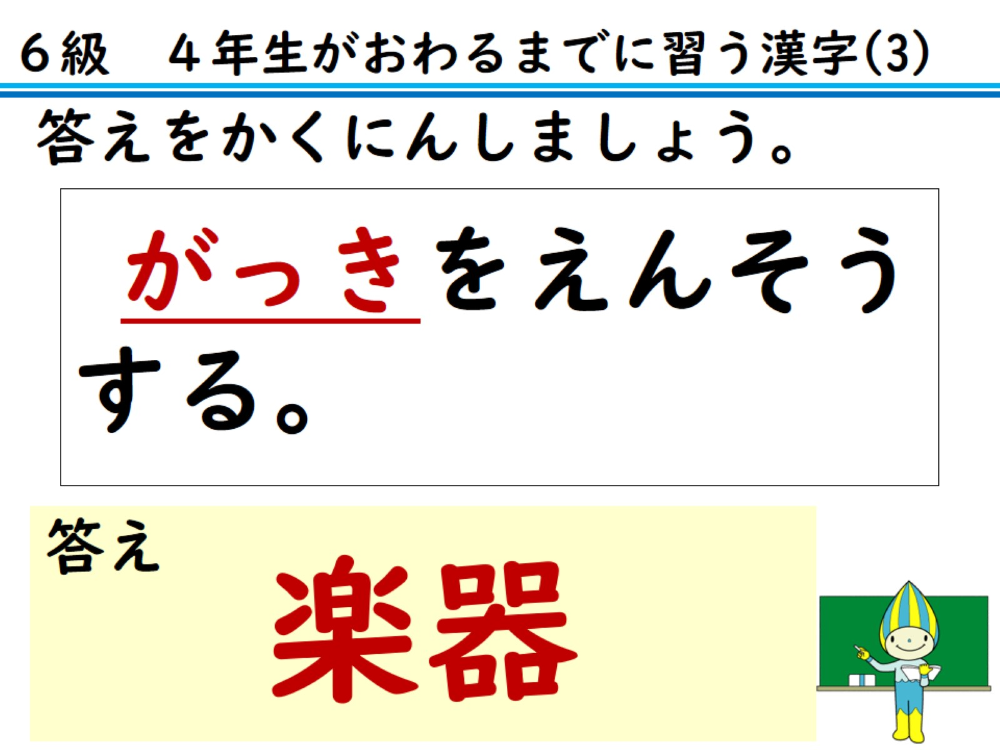 ６級　４年生がおわるまでに習う漢字(3)
答えをかくにんしましょう。
がっきをえんそう
する。
答え
楽器